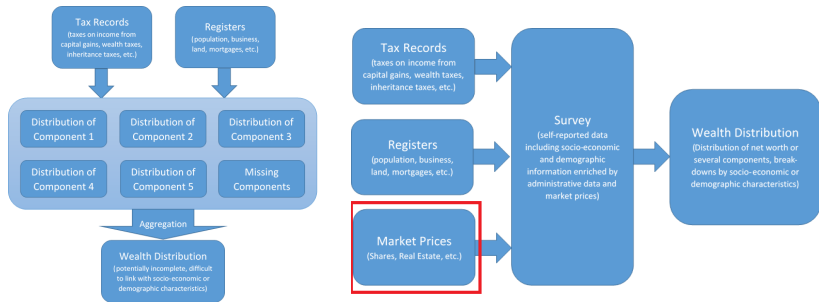 Tax Records
(taxes on income from
capital gains, wealth taxes,
inheritance taxes, etc.)
Registers
(population, business,
land, mortgages, etc.)
Distribution of
Component 1
Distribution of
Component 2
Distribution of
Component 3
Distribution of
Component 4
Distribution of
Component 5
Missing
Components
Aggregation
Wealth Distribution
(potentially incomplete, difficult
to link with socio-economic or
demographic characteristics)
Tax Records
(taxes on income from
capital gains, wealth taxes,
inheritance taxes, etc.)
Registers
(population, business,
land, mortgages, etc.)
Market Prices
(Shares, Real Estate, etc.)
Survey
(self-reported data
including socio-economic
and demographic
information enriched by
administrative data and
market prices)
Wealth Distribution
(Distribution of net worth or
several components, break-
downs by socio-economic or
demographic characteristics)